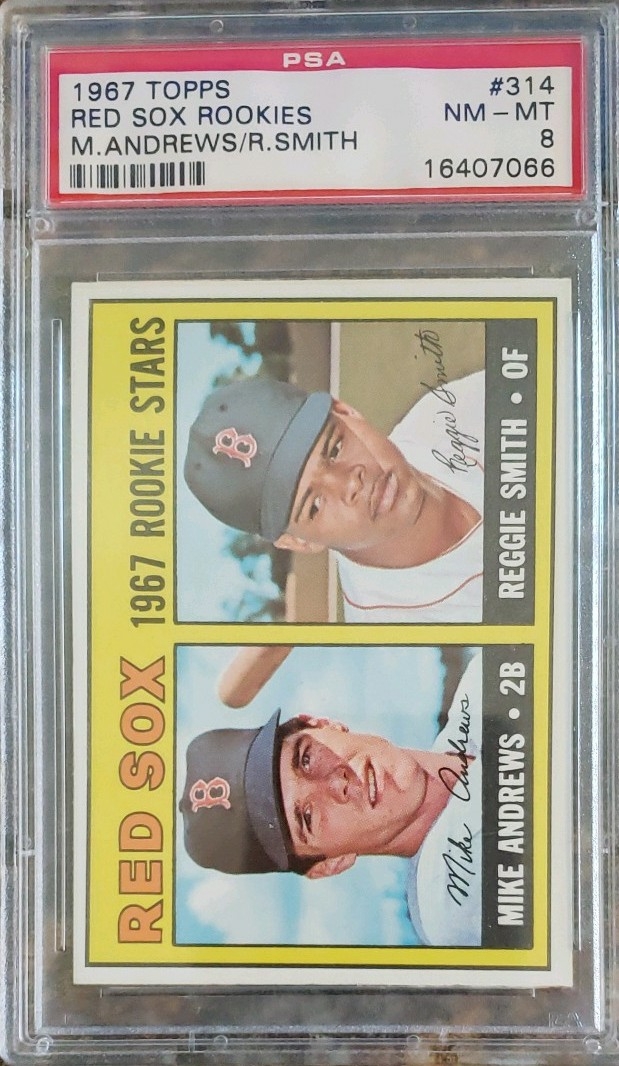 PSA
1967 TOPPS #314
RED SOX ROOKIES NM - MT
M.ANDREWS/R.SMITH 8
16407066
RED SOX 1967 ROOKIE STARS
B
B
Mike Andrews
Reggie Smith
MIKE ANDREWS • 2B
REGGIE SMITH • OF